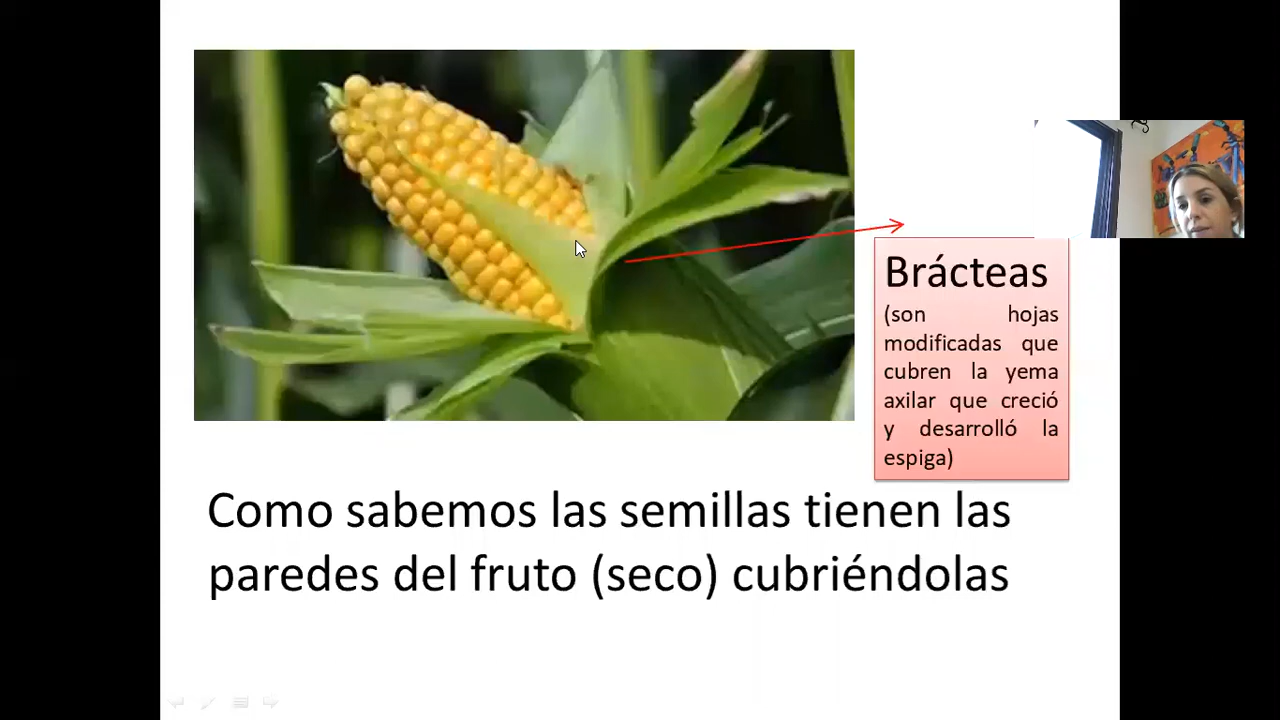 Brácteas
(son hojas
modificadas que
cubren la yema
axilar que creció
y desarrolló la
espiga)
Como sabemos las semillas tienen las
paredes del fruto (seco) cubriéndolas